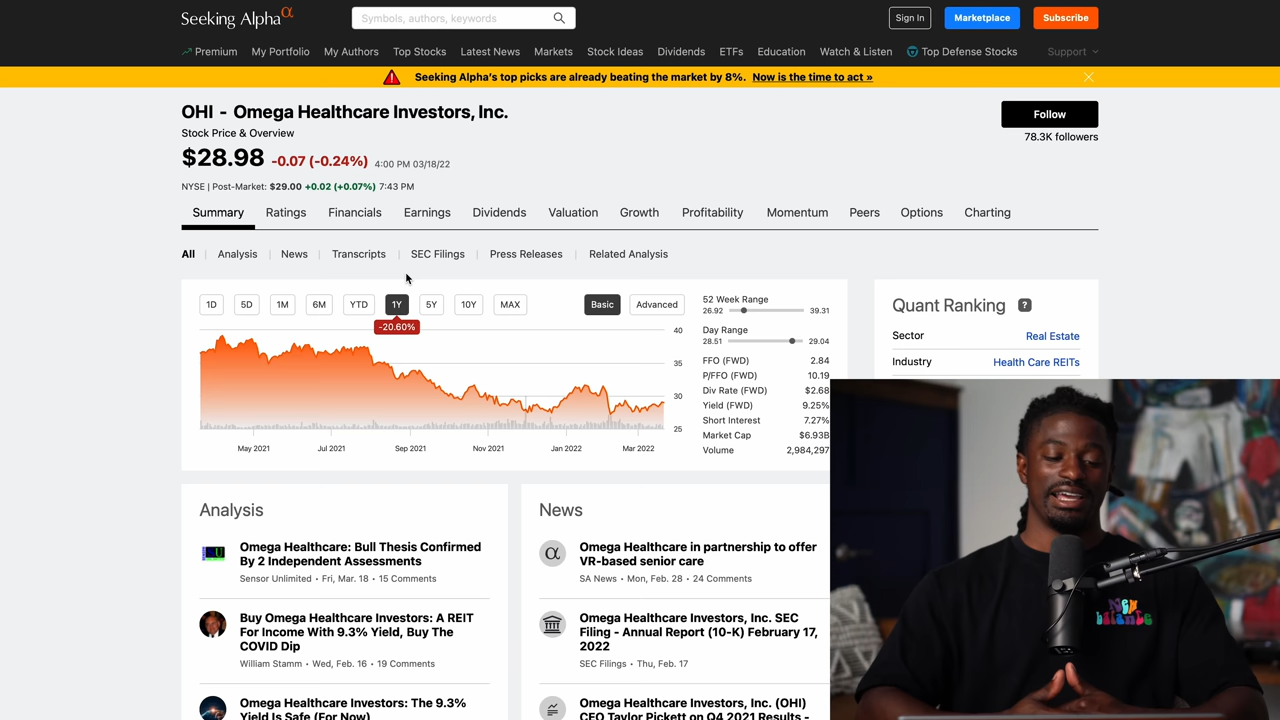 Seeking Alpha α
Symbols, authors, keywords
Sign In
Marketplace
Subscribe
Premium My Portfolio My Authors Top Stocks Latest News Markets Stock Ideas Dividends ETFs Education Watch & Listen Top Defense Stocks Support
Seeking Alpha's top picks are already beating the market by 8%. Now is the time to act »
OHI - Omega Healthcare Investors, Inc.
Follow
Stock Price & Overview
78.3K followers
$28.98 -0.07 (-0.24%) 4:00 PM 03/18/22
NYSE | Post-Market: $29.00 +0.02 (+0.07%) 7:43 PM
Summary Ratings Financials Earnings Dividends Valuation Growth Profitability Momentum Peers Options Charting
All | Analysis | News | Transcripts | SEC Filings | Press Releases | Related Analysis
1D 5D 1M 6M YTD 1Y 5Y 10Y MAX
Basic Advanced
-20.60%
40
35
30
25
May 2021 Jul 2021 Sep 2021 Nov 2021 Jan 2022 Mar 2022
52 Week Range
26.92 39.31
Day Range
28.51 29.04
FFO (FWD) 2.84
P/FFO (FWD) 10.19
Div Rate (FWD) $2.68
Yield (FWD) 9.25%
Short Interest 7.27%
Market Cap $6.93B
Volume 2,984,297
Quant Ranking ?
Sector Real Estate
Industry Health Care REITs
Analysis
Omega Healthcare: Bull Thesis Confirmed
By 2 Independent Assessments
Sensor Unlimited • Fri, Mar. 18 • 15 Comments
Buy Omega Healthcare Investors: A REIT
For Income With 9.3% Yield, Buy The
COVID Dip
William Stamm • Wed, Feb. 16 • 19 Comments
Omega Healthcare Investors: The 9.3%
Yield Is Safe (For Now)
News
α
Omega Healthcare in partnership to offer
VR-based senior care
SA News • Mon, Feb. 28 • 24 Comments
Omega Healthcare Investors, Inc. SEC
Filing - Annual Report (10-K) February 17,
2022
SEC Filings • Thu, Feb. 17
Omega Healthcare Investors, Inc. (OHI)
CEO Taylor Pickett on Q4 2021 Results -
new
balance